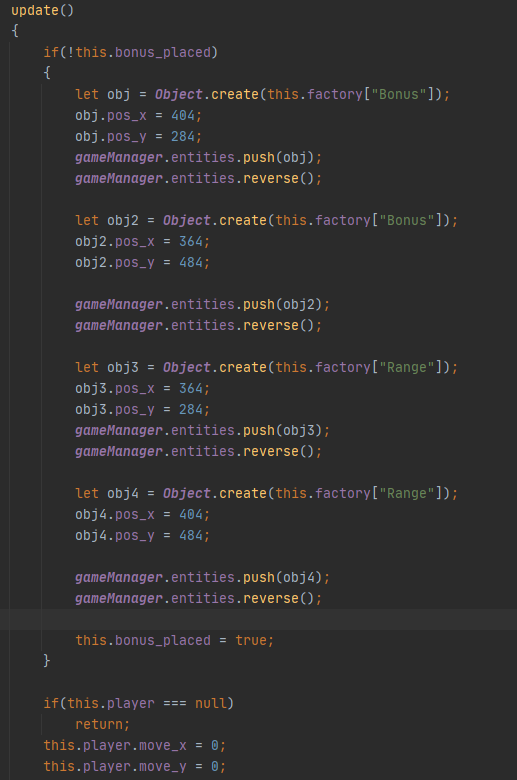 update()
{
if(!this.bonus_placed)
{
let obj = Object.create(this.factory["Bonus"]);
obj.pos_x = 404;
obj.pos_y = 284;
gameManager.entities.push(obj);
gameManager.entities.reverse();
let obj2 = Object.create(this.factory["Bonus"]);
obj2.pos_x = 364;
obj2.pos_y = 484;
gameManager.entities.push(obj2);
gameManager.entities.reverse();
let obj3 = Object.create(this.factory["Range"]);
obj3.pos_x = 364;
obj3.pos_y = 284;
gameManager.entities.push(obj3);
gameManager.entities.reverse();
let obj4 = Object.create(this.factory["Range"]);
obj4.pos_x = 404;
obj4.pos_y = 484;
gameManager.entities.push(obj4);
gameManager.entities.reverse();
this.bonus_placed = true;
}
if(this.player === null)
return;
this.player.move_x = 0;
this.player.move_y = 0;